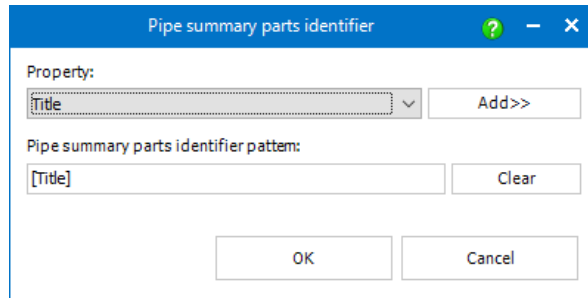 Pipe summary parts identifier ?
Property:
Title Add>>
Pipe summary parts identifier pattern:
[Title] Clear
OK Cancel